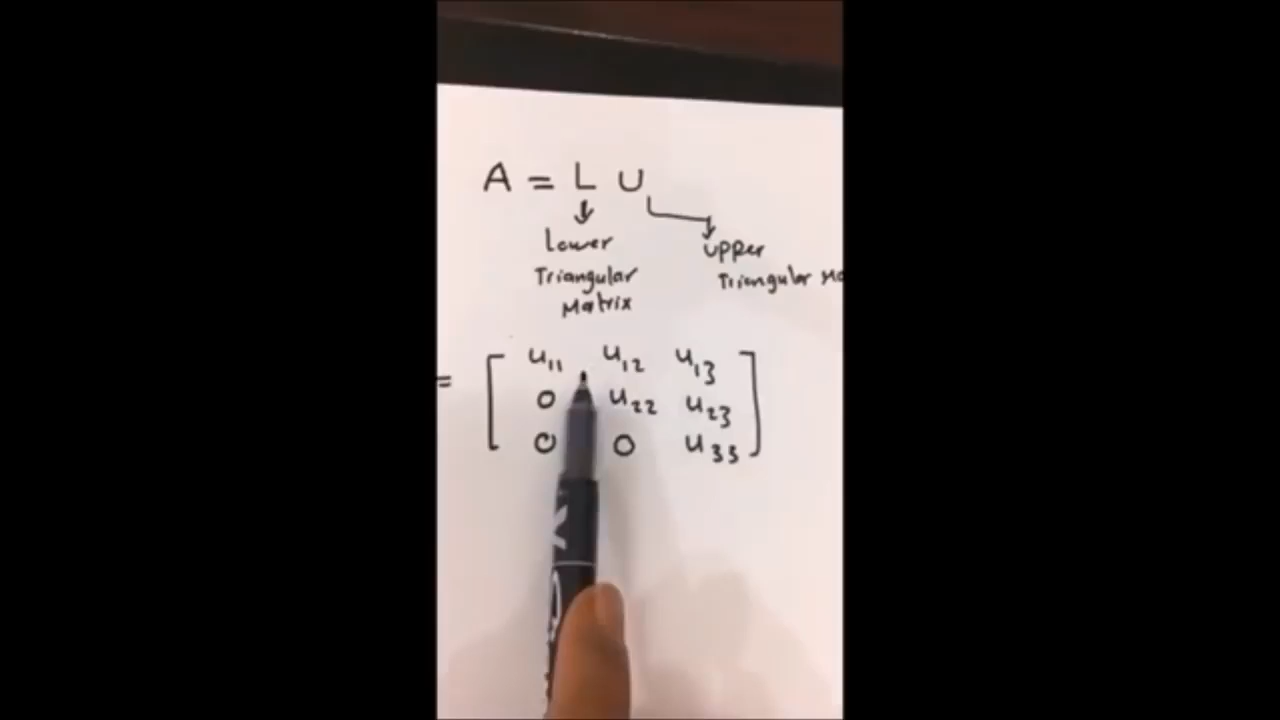 A = L U
Lower
Triangular
Matrix
upper
Triangular
=
u11 u12 u13
0 u22 u23
0 0 u33